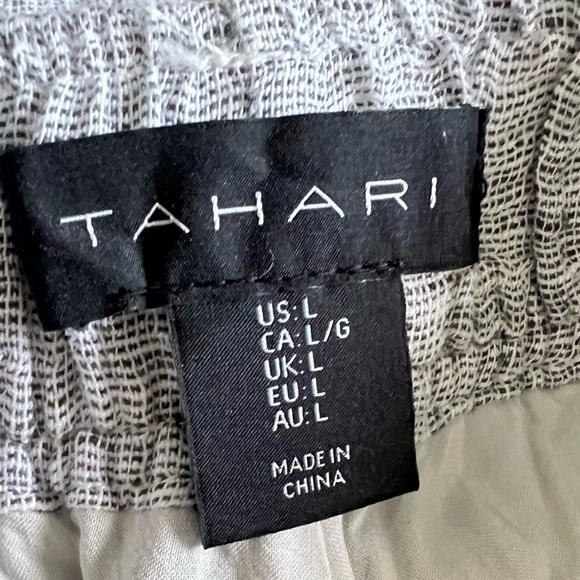 TAHARI
US: L
CA: L/G
UK: L
EU: L
AU: L
MADE IN
CHINA